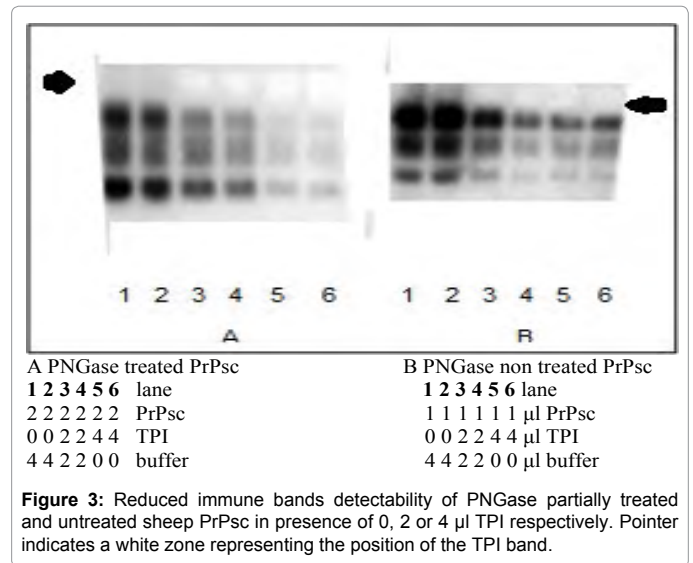 1 2 3 4 5 6
A
1 2 3 4 5 6
B
A PNGase treated PrPsc
1 2 3 4 5 6 lane
2 2 2 2 2 2 PrPsc
0 0 2 2 4 4 TPI
4 4 2 2 0 0 buffer
B PNGase non treated PrPsc
1 2 3 4 5 6 lane
1 1 1 1 1 1 µl PrPsc
0 0 2 2 4 4 µl TPI
4 4 2 2 0 0 µl buffer
Figure 3: Reduced immune bands detectability of PNGase partially treated
and untreated sheep PrPsc in presence of 0, 2 or 4 µl TPI respectively. Pointer
indicates a white zone representing the position of the TPI band.